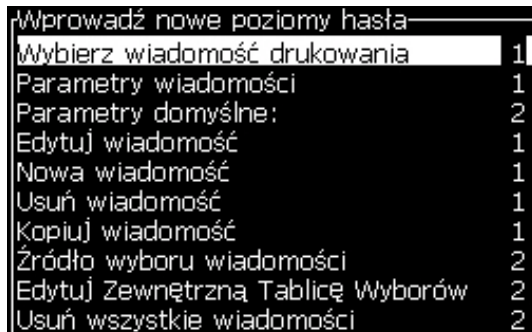 Wprowadź nowe poziomy hasła
Wybierz wiadomość drukowania 1
Parametry wiadomości 1
Parametry domyślne: 2
Edytuj wiadomość 1
Nowa wiadomość 1
Usuń wiadomość 1
Kopiuj wiadomość 1
Źródło wyboru wiadomości 2
Edytuj Zewnętrzną Tablicę Wyborów 2
Usuń wszystkie wiadomości 2